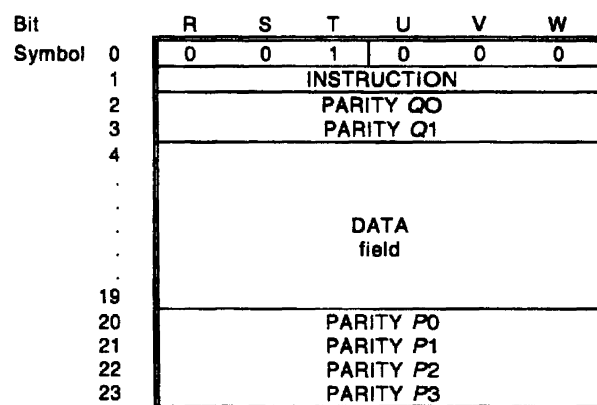 Bit R S T U V W
Symbol 0 0 0 1 0 0 0
1 INSTRUCTION
2 PARITY Q0
3 PARITY Q1
4
.
.
. DATA
. field
.
19
20 PARITY P0
21 PARITY P1
22 PARITY P2
23 PARITY P3